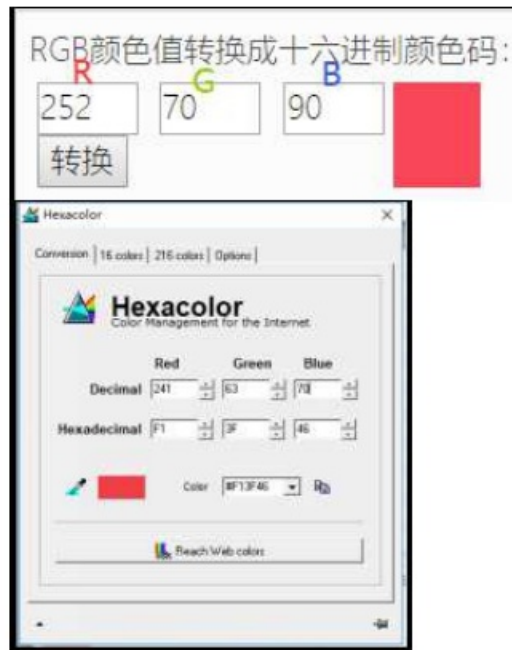 RGB颜色值转换成十六进制颜色码：
R G B
252 70 90
转换
Hexacolor
Conversion 16 colors 216 colors Options
Hexacolor
Color Management for the Internet
Red Green Blue
Decimal 241 63 70
Hexadecimal F1 3F 46
Color #F13F46
Reach Web colors